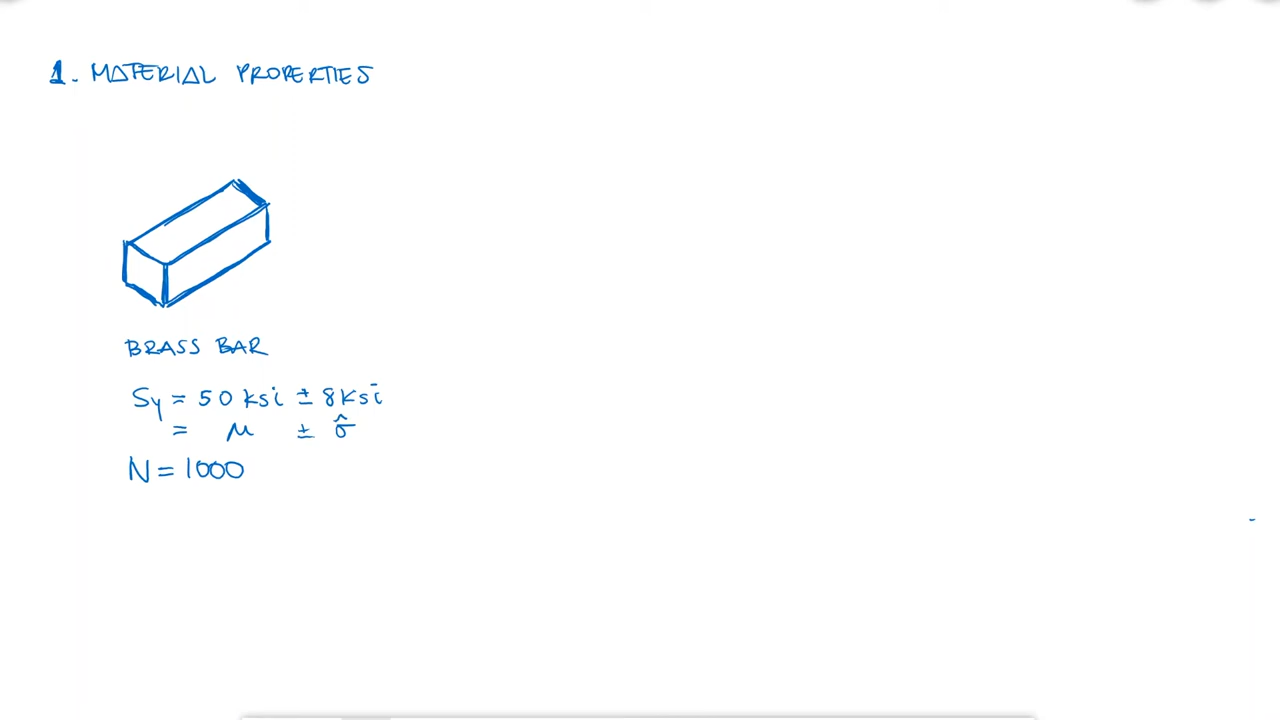 1. MATERIAL PROPERTIES
BRASS BAR
Sy = 50 ksi ± 8 ksi
= μ ± σ̂
N = 1000